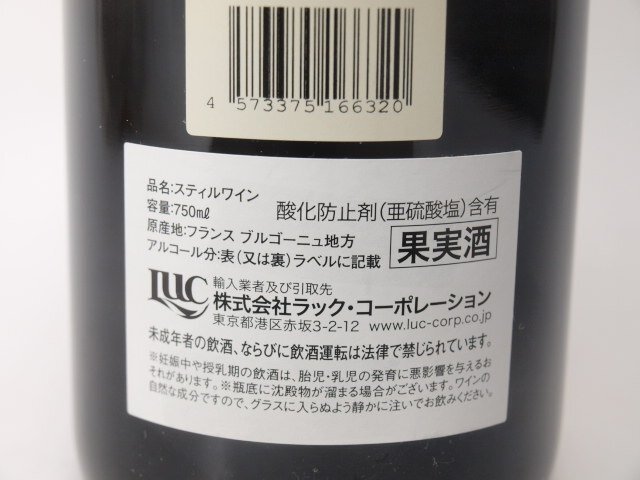 4 573375 166320
品名:スティルワイン
容量:750mℓ
酸化防止剤(亜硫酸塩)含有
原産地:フランス ブルゴーニュ地方
アルコール分:表(又は裏)ラベルに記載
果実酒
LUC
輸入業者及び引取先
株式会社ラック・コーポレーション
東京都港区赤坂3-2-12 www.luc-corp.co.jp
未成年者の飲酒、ならびに飲酒運転は法律で禁じられています。
※妊娠中や授乳期の飲酒は、胎児・乳児の発育に悪影響を与えるお
それがあります。※瓶底に沈殿物が溜まる場合がございます。ワインの
自然な成分ですので、グラスに入らぬよう静かに注いでお飲みください。